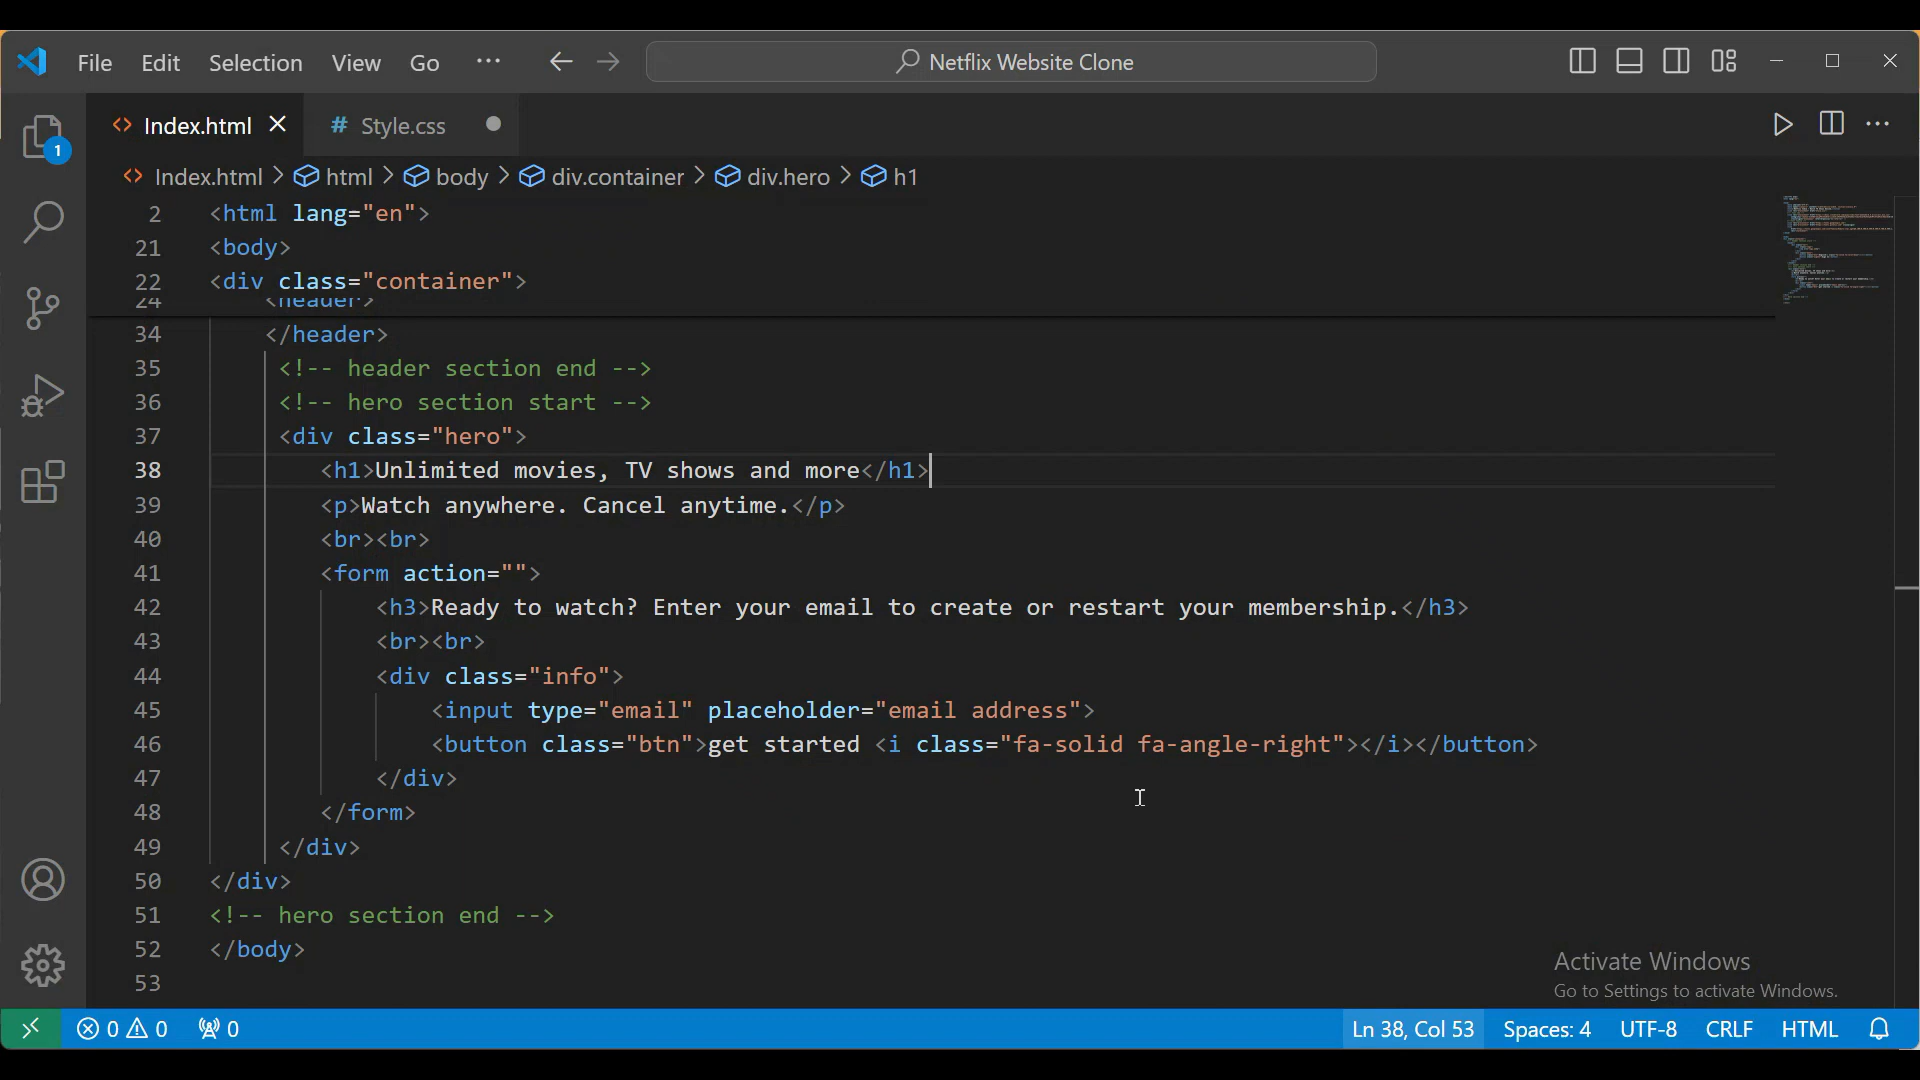 File Edit Selection View Go ··· Netflix Website Clone
Index.html # Style.css
1
Index.html > html > body > div.container > div.hero > h1
2 <html lang="en">
21 <body>
22 <div class="container">
24 <header>
34 </header>
35 <!-- header section end -->
36 <!-- hero section start -->
37 <div class="hero">
38 <h1>Unlimited movies, TV shows and more</h1>
39 <p>Watch anywhere. Cancel anytime.</p>
40 <br><br>
41 <form action="">
42 <h3>Ready to watch? Enter your email to create or restart your membership.</h3>
43 <br><br>
44 <div class="info">
45 <input type="email" placeholder="email address">
46 <button class="btn">get started <i class="fa-solid fa-angle-right"></i></button>
47 </div>
48 </form>
49 </div>
50 </div>
51 <!-- hero section end -->
52 </body>
53
Activate Windows
Go to Settings to activate Windows.
0 0 0 Ln 38, Col 53 Spaces: 4 UTF-8 CRLF HTML